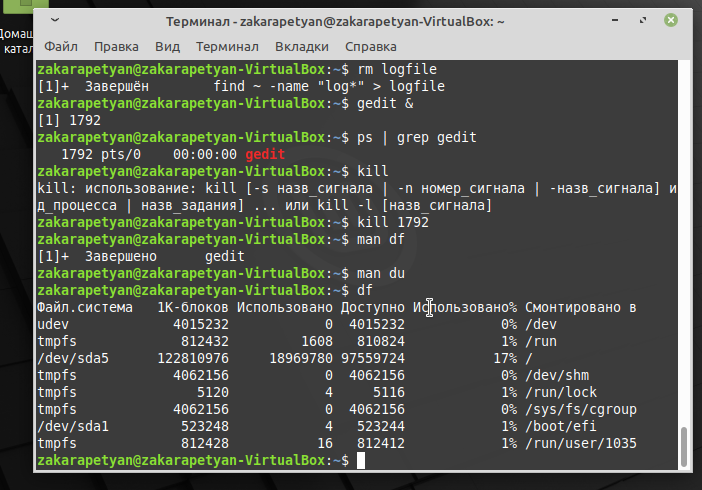 Домаш
катал
Терминал - zakarapetyan@zakarapetyan-VirtualBox: ~
Файл Правка Вид Терминал Вкладки Справка
zakarapetyan@zakarapetyan-VirtualBox:~$ rm logfile
[1]+  Завершён        find ~ -name "log*" > logfile
zakarapetyan@zakarapetyan-VirtualBox:~$ gedit &
[1] 1792
zakarapetyan@zakarapetyan-VirtualBox:~$ ps | grep gedit
   1792 pts/0    00:00:00 gedit
zakarapetyan@zakarapetyan-VirtualBox:~$ kill
kill: использование: kill [-s назв_сигнала | -n номер_сигнала | -назв_сигнала] и
д_процесса | назв_задания] ... или kill -l [назв_сигнала]
zakarapetyan@zakarapetyan-VirtualBox:~$ kill 1792
zakarapetyan@zakarapetyan-VirtualBox:~$ man df
[1]+  Завершено      gedit
zakarapetyan@zakarapetyan-VirtualBox:~$ man du
zakarapetyan@zakarapetyan-VirtualBox:~$ df
Файл.система   1K-блоков Использовано Доступно Использовано% Смонтировано в
udev             4015232            0  4015232            0% /dev
tmpfs             812432         1608   810824            1% /run
/dev/sda5      122810976     18969780 97559724           17% /
tmpfs            4062156            0  4062156            0% /dev/shm
tmpfs               5120            4     5116            1% /run/lock
tmpfs            4062156            0  4062156            0% /sys/fs/cgroup
/dev/sda1         523248            4   523244            1% /boot/efi
tmpfs             812428           16   812412            1% /run/user/1035
zakarapetyan@zakarapetyan-VirtualBox:~$